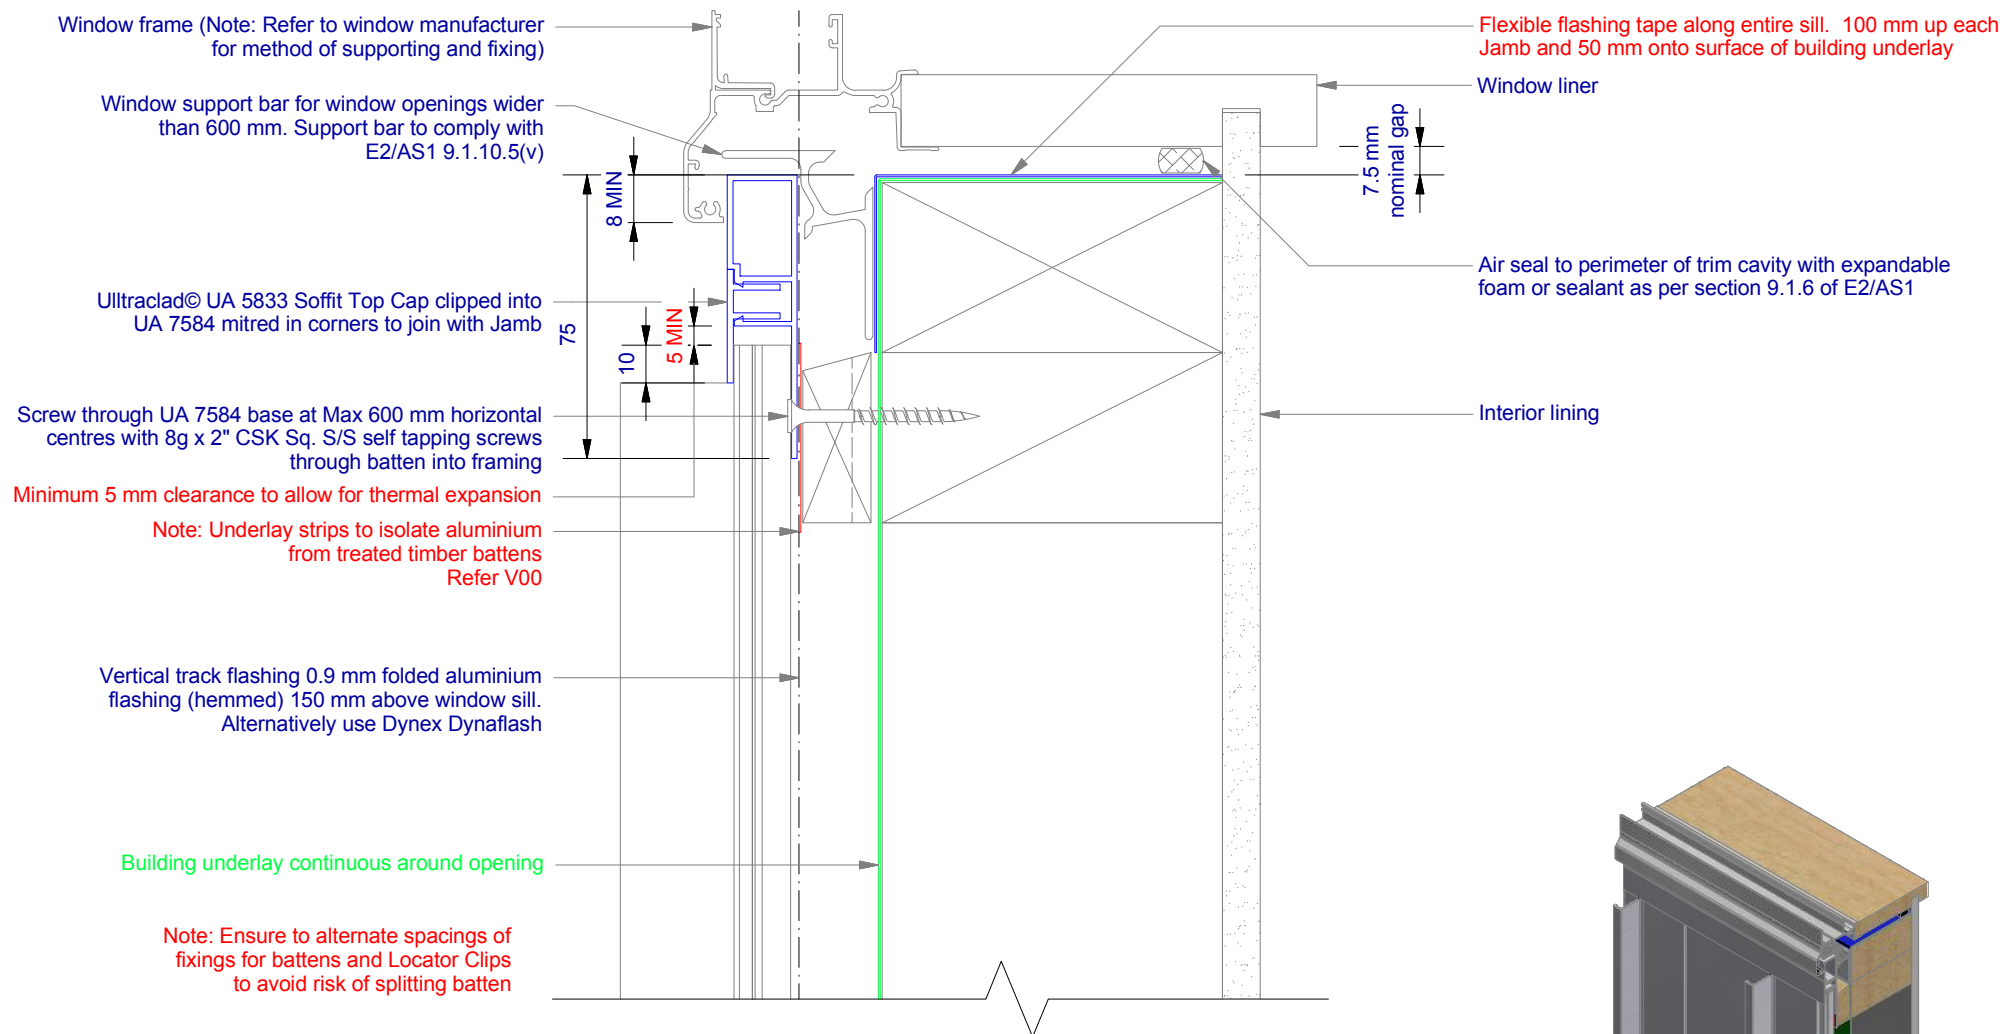 Window frame (Note: Refer to window manufacturer
for method of supporting and fixing)
Window support bar for window openings wider
than 600 mm. Support bar to comply with
E2/AS1 9.1.10.5(v)
Ulltraclad© UA 5833 Soffit Top Cap clipped into
UA 7584 mitred in corners to join with Jamb
Screw through UA 7584 base at Max 600 mm horizontal
centres with 8g x 2" CSK Sq. S/S self tapping screws
through batten into framing
Minimum 5 mm clearance to allow for thermal expansion
Note: Underlay strips to isolate aluminium
from treated timber battens
Refer V00
Vertical track flashing 0.9 mm folded aluminium
flashing (hemmed) 150 mm above window sill.
Alternatively use Dynex Dynaflash
Building underlay continuous around opening
Note: Ensure to alternate spacings of
fixings for battens and Locator Clips
to avoid risk of splitting batten
75
8 MIN
10
5 MIN
7.5 mm
nominal gap
Flexible flashing tape along entire sill. 100 mm up each
Jamb and 50 mm onto surface of building underlay
Window liner
Air seal to perimeter of trim cavity with expandable
foam or sealant as per section 9.1.6 of E2/AS1
Interior lining